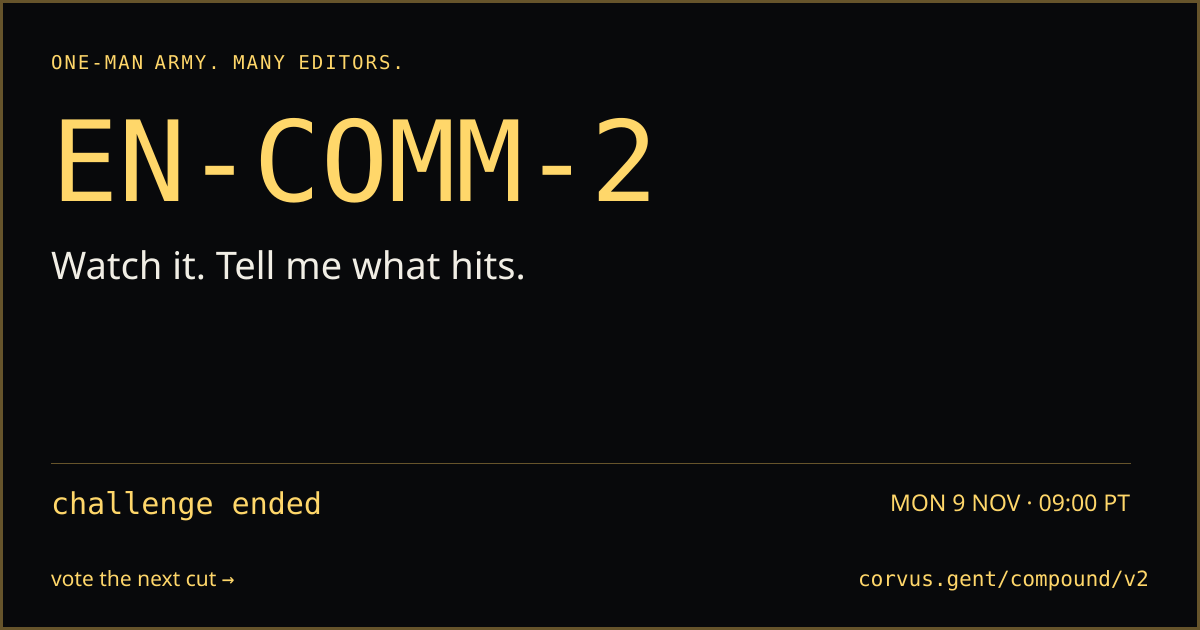 ONE-MAN ARMY. MANY EDITORS.
EN-COMM-2
Watch it. Tell me what hits.
challenge ended
MON 9 NOV · 09:00 PT
vote the next cut →
corvus.gent/compound/v2